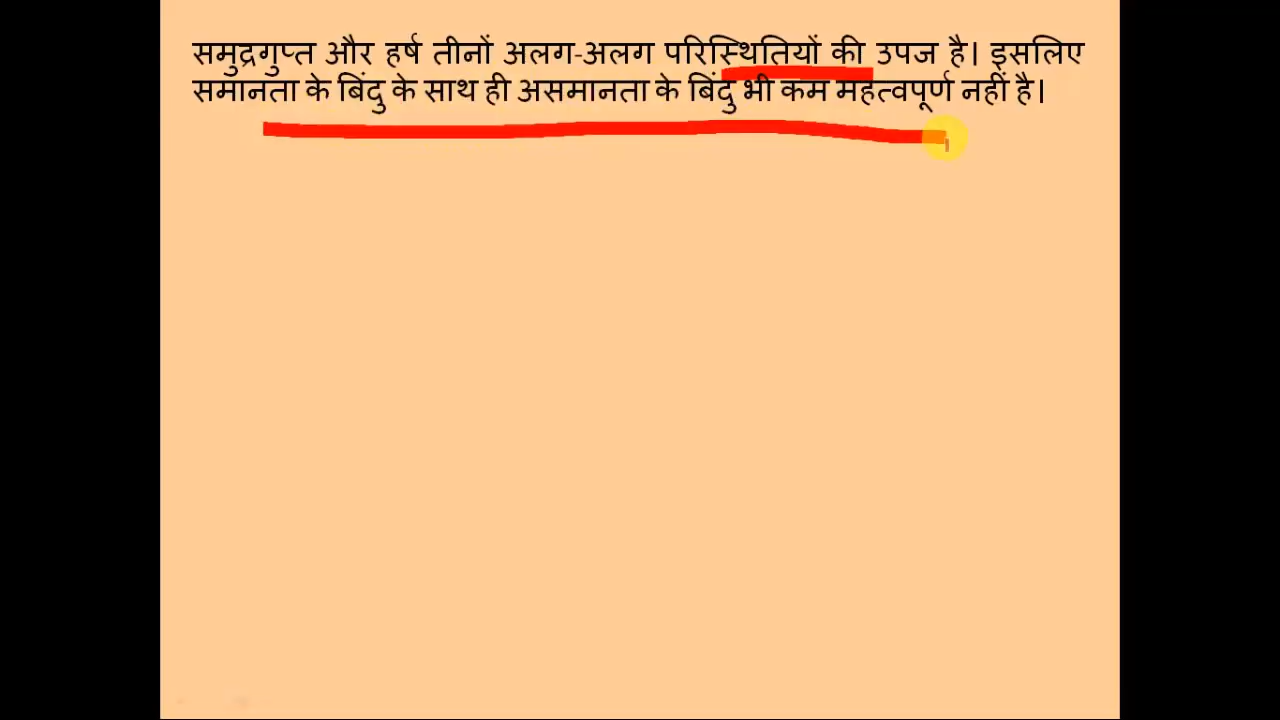 समुद्रगुप्त और हर्ष तीनों अलग-अलग परिस्थितियों की उपज है। इसलिए
समानता के बिंदु के साथ ही असमानता के बिंदु भी कम महत्वपूर्ण नहीं है।